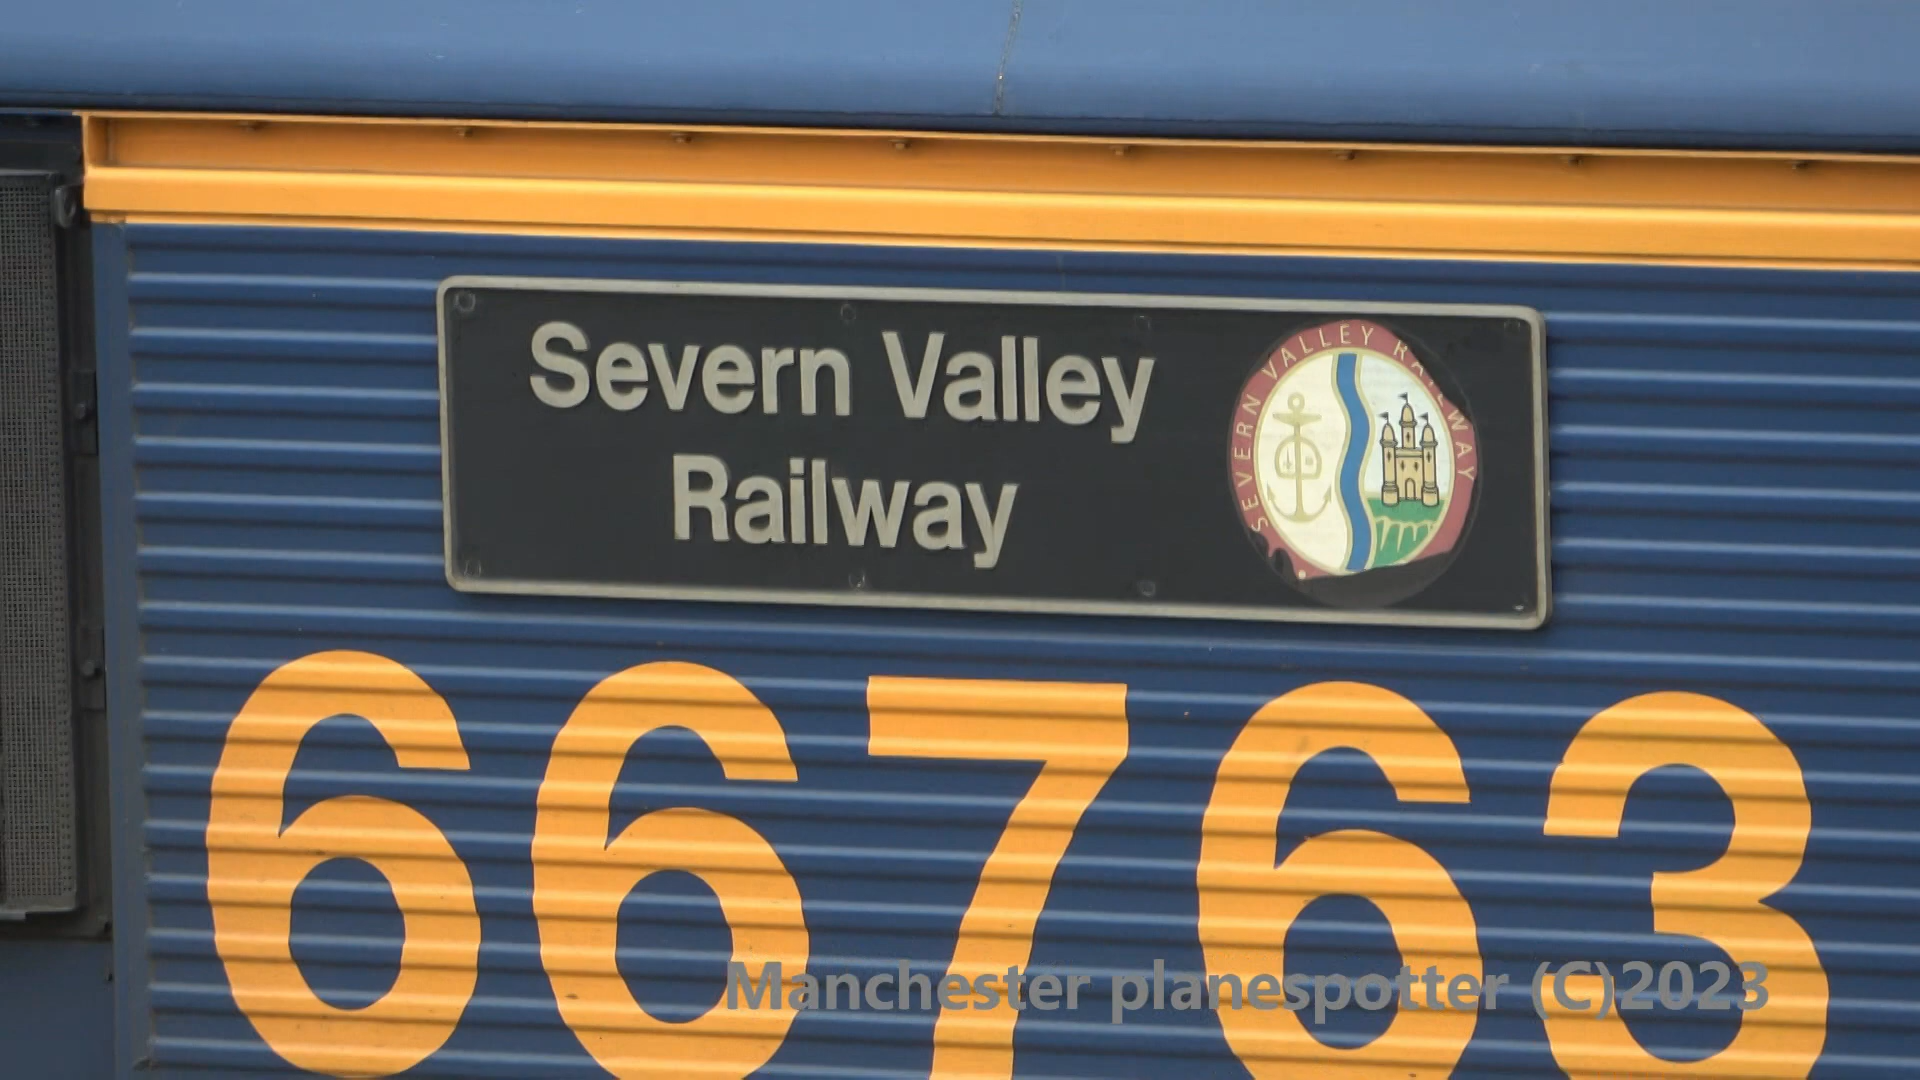 Severn Valley
Railway
SEVERN VALLEY RAILWAY
66763
Manchester planespotter (C)2023